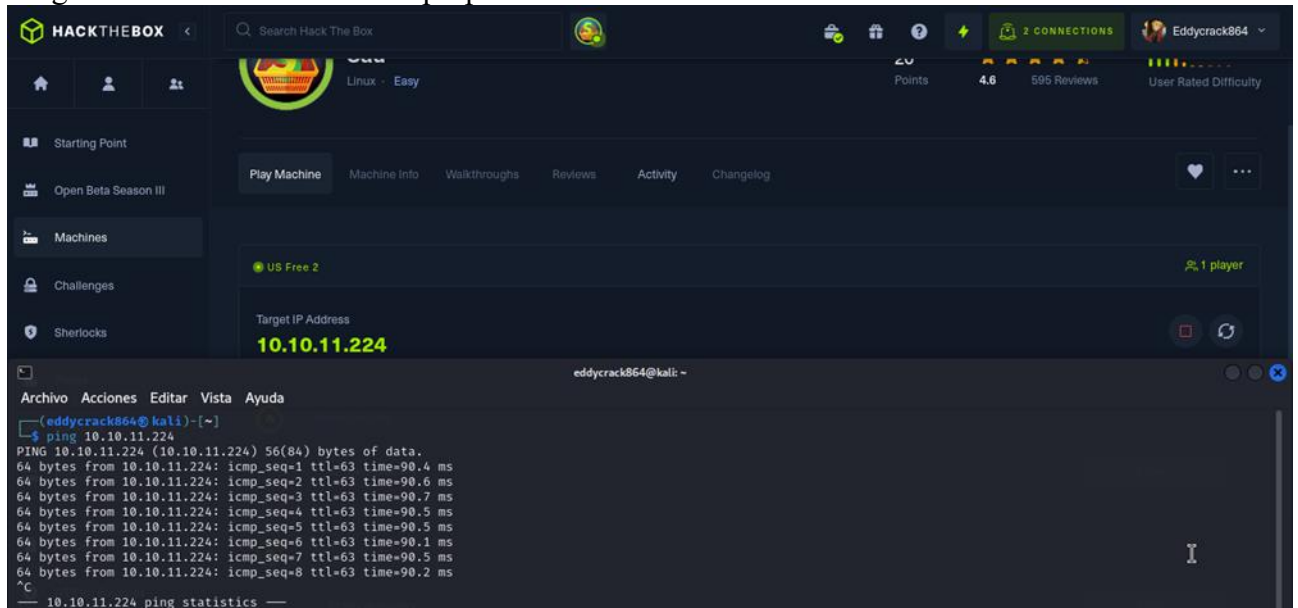 HACKTHEBOX
Search Hack The Box
2 CONNECTIONS
Eddycrack864
Linux · Easy
Points
4.6
595 Reviews
User Rated Difficulty
Starting Point
Open Beta Season III
Machines
Challenges
Sherlocks
Play Machine
Machine Info
Walkthroughs
Reviews
Activity
Changelog
US Free 2
1 player
Target IP Address
10.10.11.224
eddycrack864@kali: ~
Archivo Acciones Editar Vista Ayuda
┌──(eddycrack864㉿kali)-[~]
└─$ ping 10.10.11.224
PING 10.10.11.224 (10.10.11.224) 56(84) bytes of data.
64 bytes from 10.10.11.224: icmp_seq=1 ttl=63 time=90.4 ms
64 bytes from 10.10.11.224: icmp_seq=2 ttl=63 time=90.6 ms
64 bytes from 10.10.11.224: icmp_seq=3 ttl=63 time=90.7 ms
64 bytes from 10.10.11.224: icmp_seq=4 ttl=63 time=90.5 ms
64 bytes from 10.10.11.224: icmp_seq=5 ttl=63 time=90.5 ms
64 bytes from 10.10.11.224: icmp_seq=6 ttl=63 time=90.1 ms
64 bytes from 10.10.11.224: icmp_seq=7 ttl=63 time=90.5 ms
64 bytes from 10.10.11.224: icmp_seq=8 ttl=63 time=90.2 ms
^C
— 10.10.11.224 ping statistics —